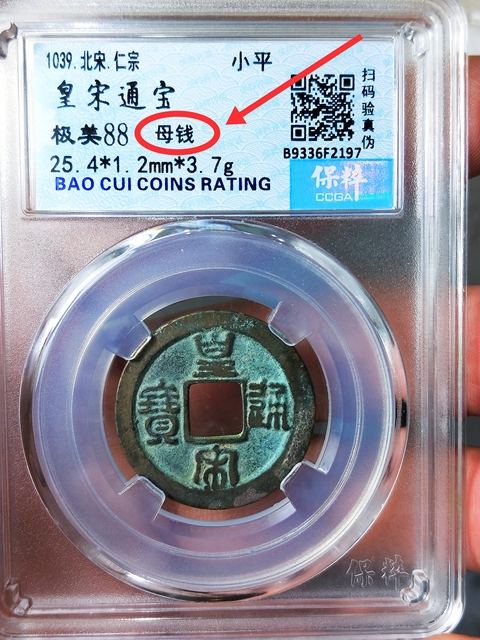 1039.北宋.仁宗 小平
皇宋通宝
极美88 母钱
25.4*1.2mm*3.7g
BAO CUI COINS RATING
扫码验真伪
B9336F2197
保粹
CCGA
皇
寶 通
宋
保粹